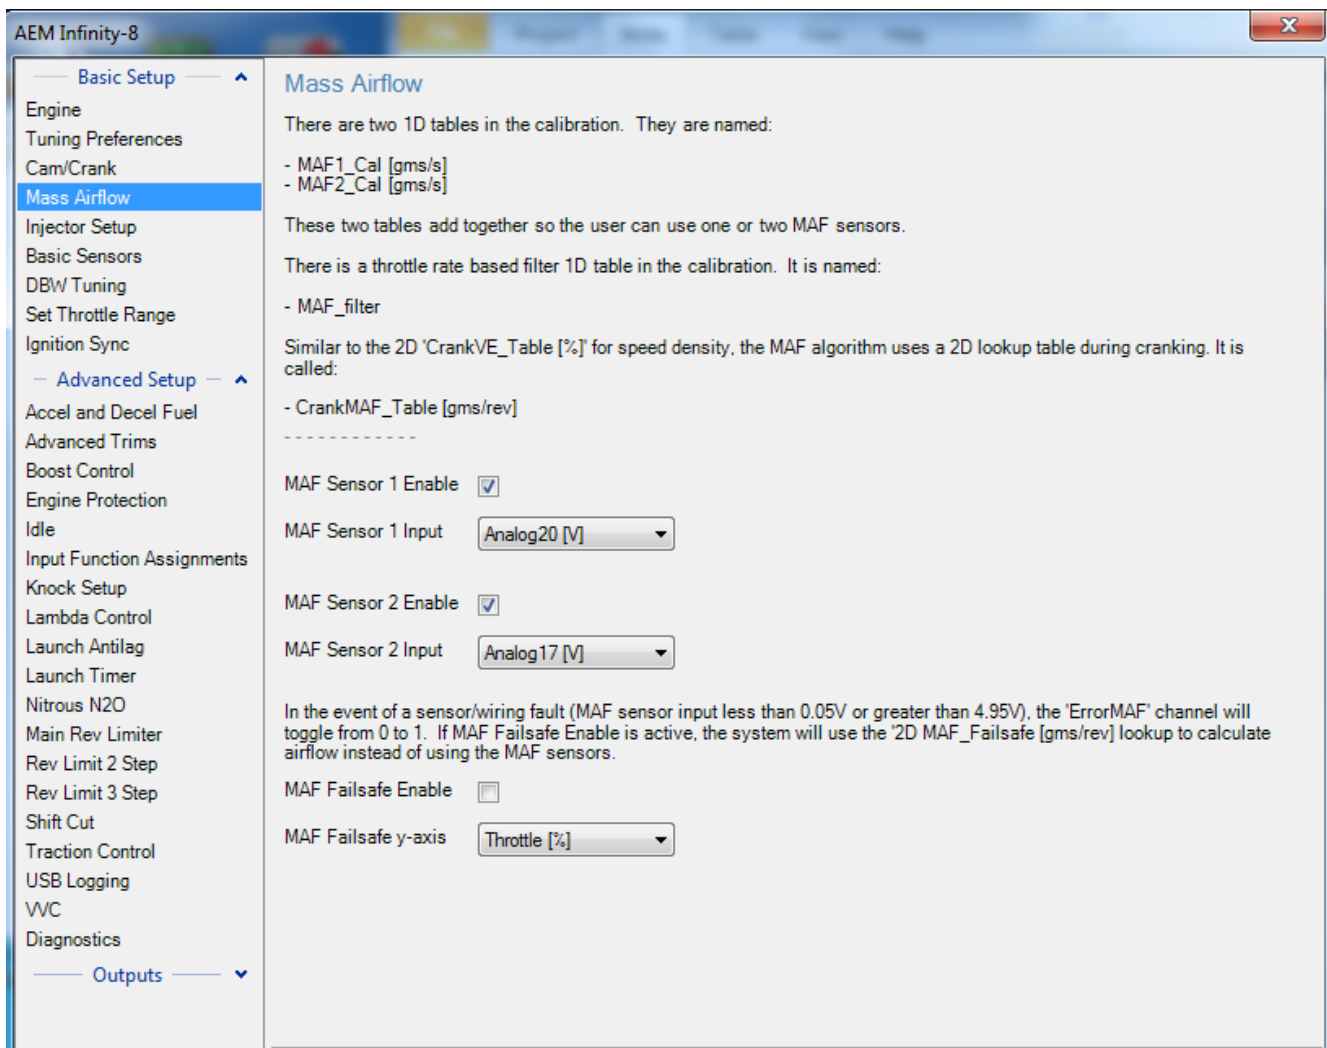 AEM Infinity-8
Basic Setup
Engine
Tuning Preferences
Cam/Crank
Mass Airflow
Injector Setup
Basic Sensors
DBW Tuning
Set Throttle Range
Ignition Sync
Advanced Setup
Accel and Decel Fuel
Advanced Trims
Boost Control
Engine Protection
Idle
Input Function Assignments
Knock Setup
Lambda Control
Launch Antilag
Launch Timer
Nitrous N2O
Main Rev Limiter
Rev Limit 2 Step
Rev Limit 3 Step
Shift Cut
Traction Control
USB Logging
VVC
Diagnostics
Outputs
Mass Airflow
There are two 1D tables in the calibration. They are named:
- MAF1_Cal [gms/s]
- MAF2_Cal [gms/s]
These two tables add together so the user can use one or two MAF sensors.
There is a throttle rate based filter 1D table in the calibration. It is named:
- MAF_filter
Similar to the 2D 'CrankVE_Table [%]' for speed density, the MAF algorithm uses a 2D lookup table during cranking. It is
called:
- CrankMAF_Table [gms/rev]
- - - - - - - - - - - -
MAF Sensor 1 Enable
MAF Sensor 1 Input Analog20 [V]
MAF Sensor 2 Enable
MAF Sensor 2 Input Analog17 [V]
In the event of a sensor/wiring fault (MAF sensor input less than 0.05V or greater than 4.95V), the 'ErrorMAF' channel will
toggle from 0 to 1. If MAF Failsafe Enable is active, the system will use the '2D MAF_Failsafe [gms/rev] lookup to calculate
airflow instead of using the MAF sensors.
MAF Failsafe Enable
MAF Failsafe y-axis Throttle [%]